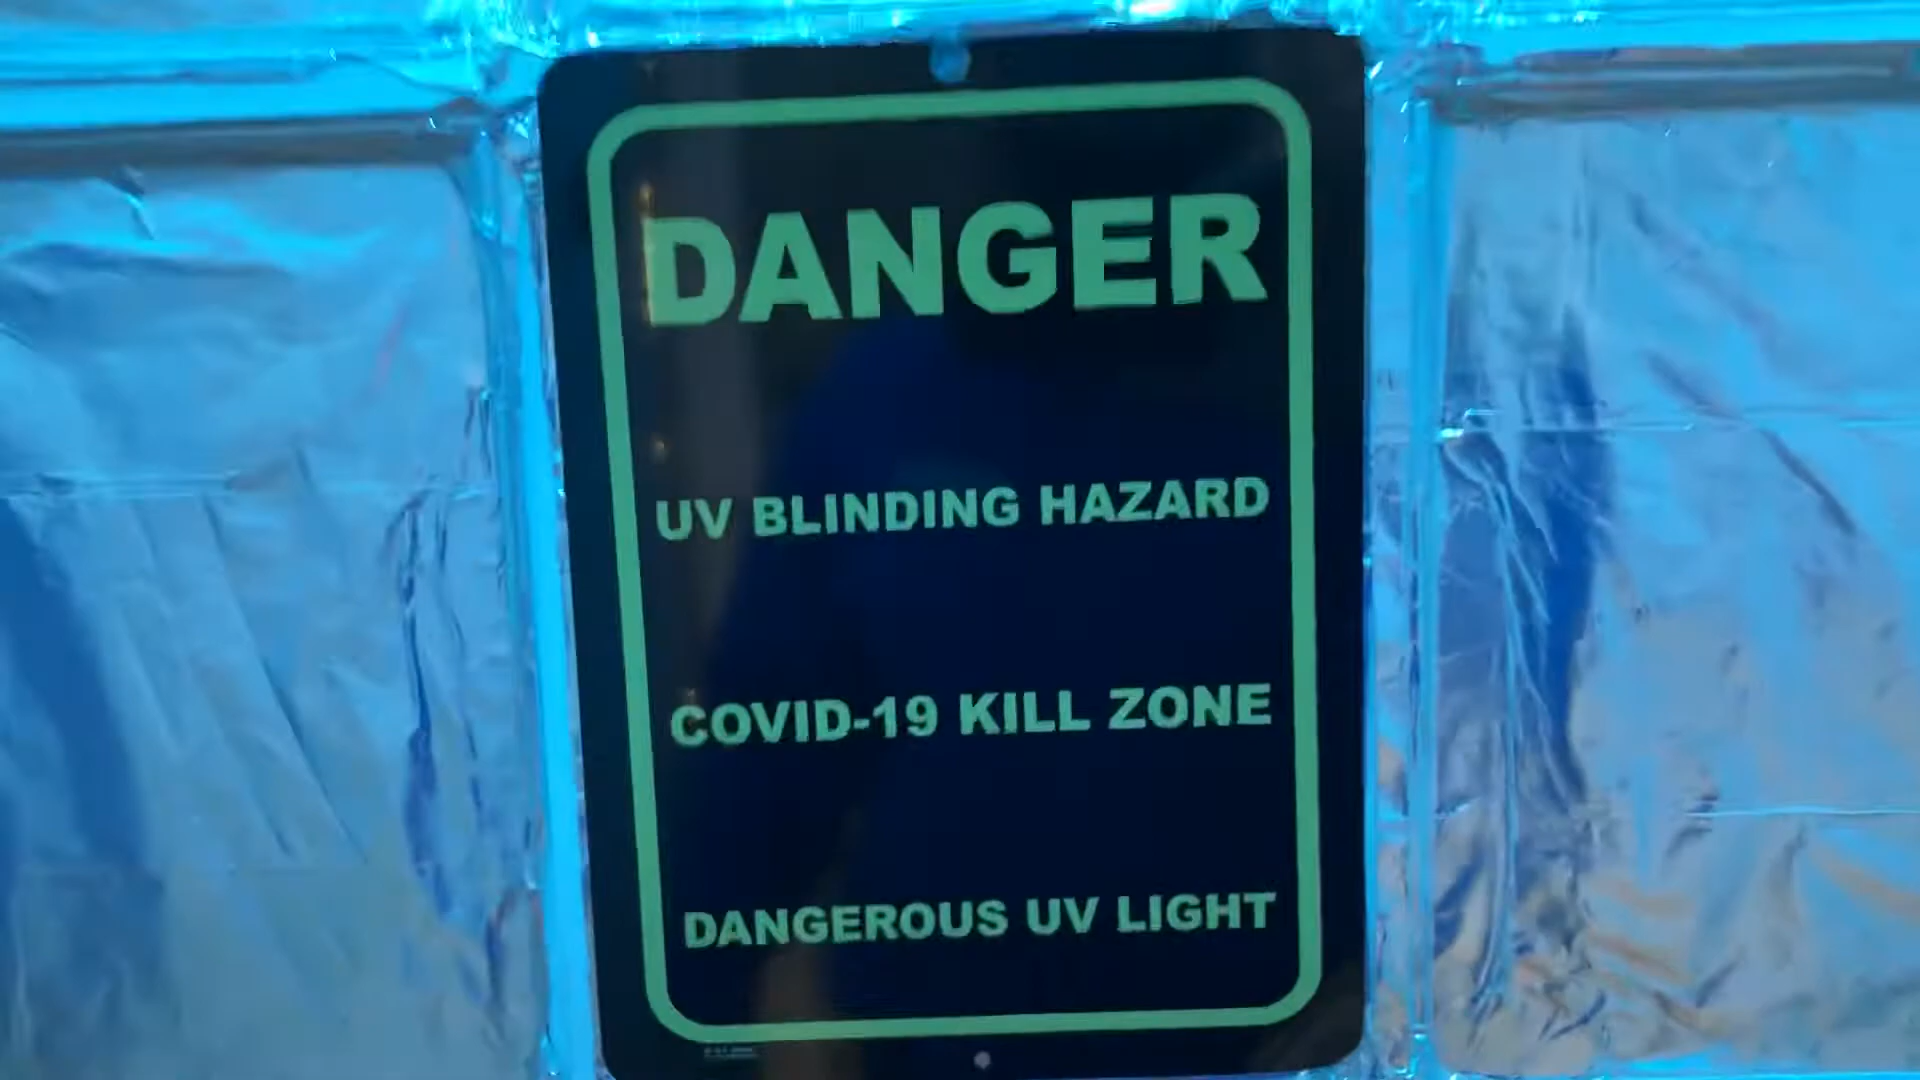 DANGER
UV BLINDING HAZARD
COVID-19 KILL ZONE
DANGEROUS UV LIGHT